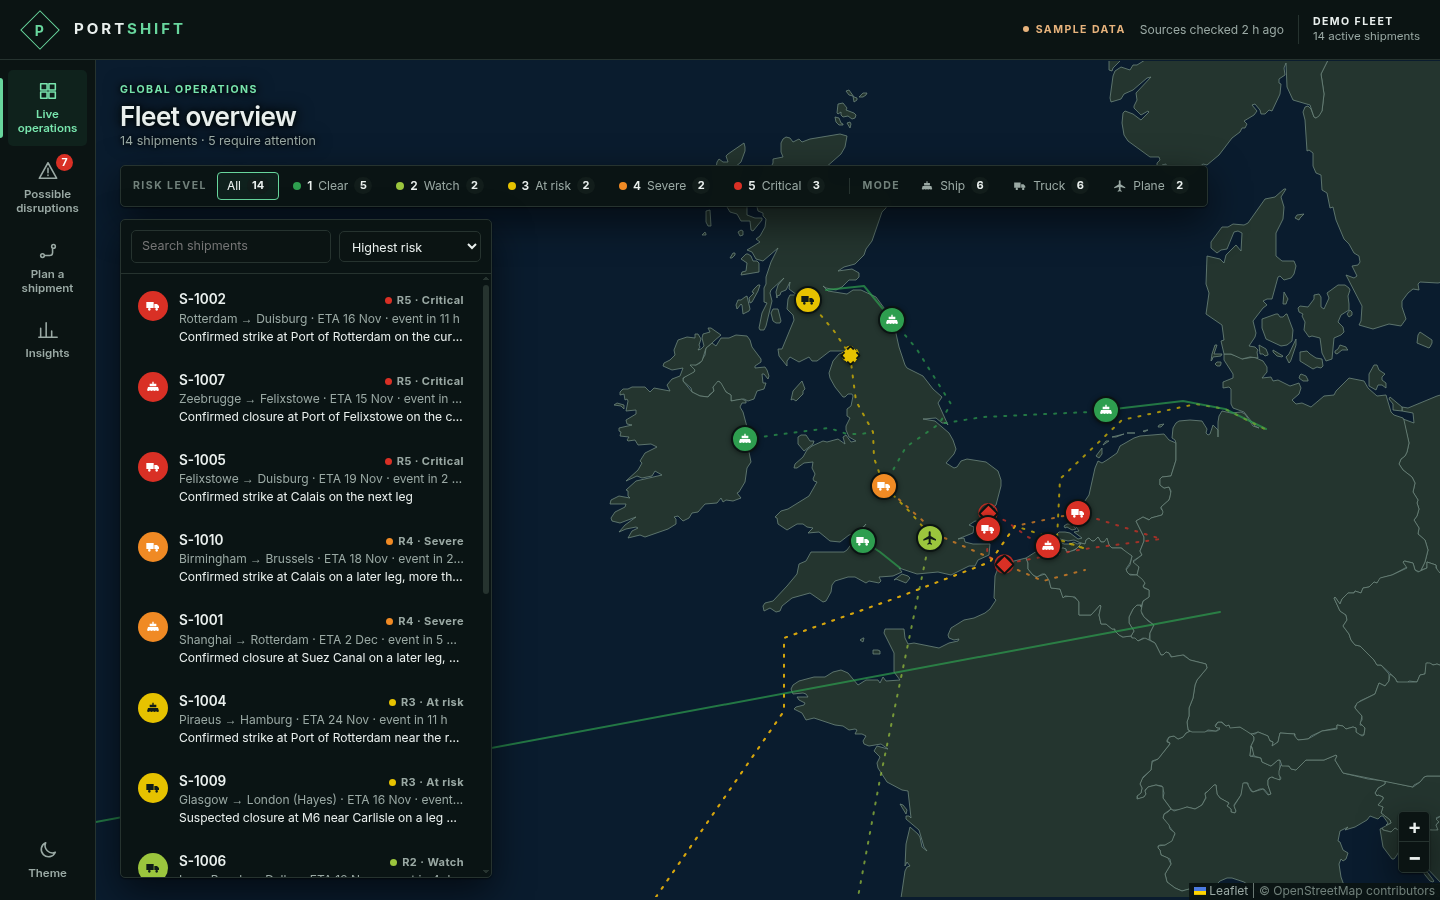 P
PORTSHIFT
SAMPLE DATA
Sources checked 2 h ago
DEMO FLEET
14 active shipments
Live
operations
7
Possible
disruptions
Plan a
shipment
Insights
Theme
GLOBAL OPERATIONS
Fleet overview
14 shipments · 5 require attention
RISK LEVEL All 14 1 Clear 5 2 Watch 2 3 At risk 2 4 Severe 2 5 Critical 3 MODE Ship 6 Truck 6 Plane 2
Search shipments Highest risk
S-1002 R5 · Critical
Rotterdam → Duisburg · ETA 16 Nov · event in 11 h
Confirmed strike at Port of Rotterdam on the cur...
S-1007 R5 · Critical
Zeebrugge → Felixstowe · ETA 15 Nov · event in ...
Confirmed closure at Port of Felixstowe on the c...
S-1005 R5 · Critical
Felixstowe → Duisburg · ETA 19 Nov · event in 2 ...
Confirmed strike at Calais on the next leg
S-1010 R4 · Severe
Birmingham → Brussels · ETA 18 Nov · event in 2...
Confirmed strike at Calais on a later leg, more th...
S-1001 R4 · Severe
Shanghai → Rotterdam · ETA 2 Dec · event in 5 ...
Confirmed closure at Suez Canal on a later leg, ...
S-1004 R3 · At risk
Piraeus → Hamburg · ETA 24 Nov · event in 11 h
Confirmed strike at Port of Rotterdam near the r...
S-1009 R3 · At risk
Glasgow → London (Hayes) · ETA 16 Nov · event...
Suspected closure at M6 near Carlisle on a leg ...
S-1006 R2 · Watch
+
−
Leaflet | © OpenStreetMap contributors